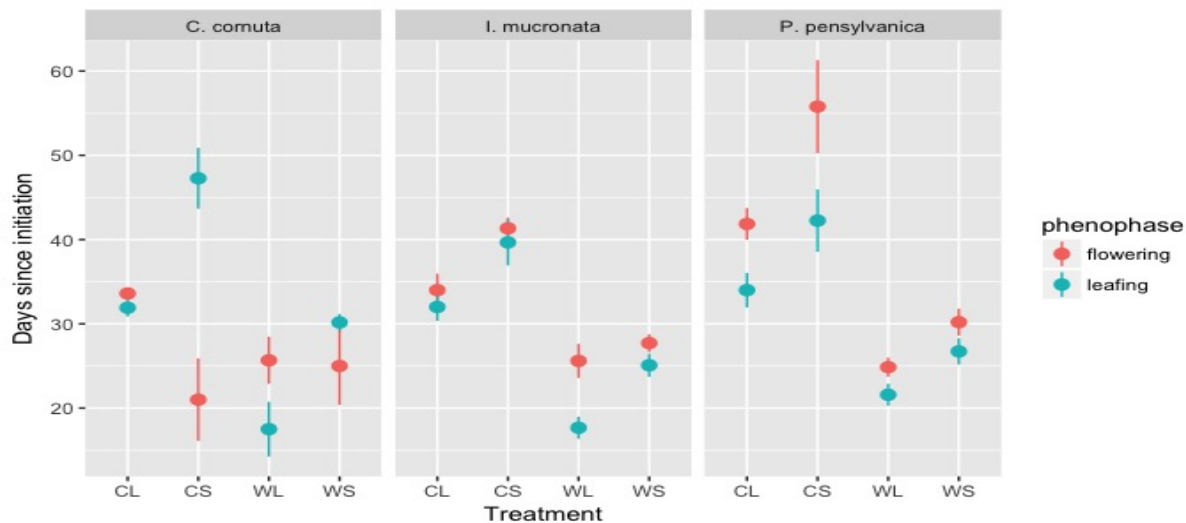 C. cornuta
I. mucronata
P. pensylvanica
60
50
40
30
20
Days since initiation
CL CS WL WS
CL CS WL WS
CL CS WL WS
Treatment
phenophase
flowering
leafing